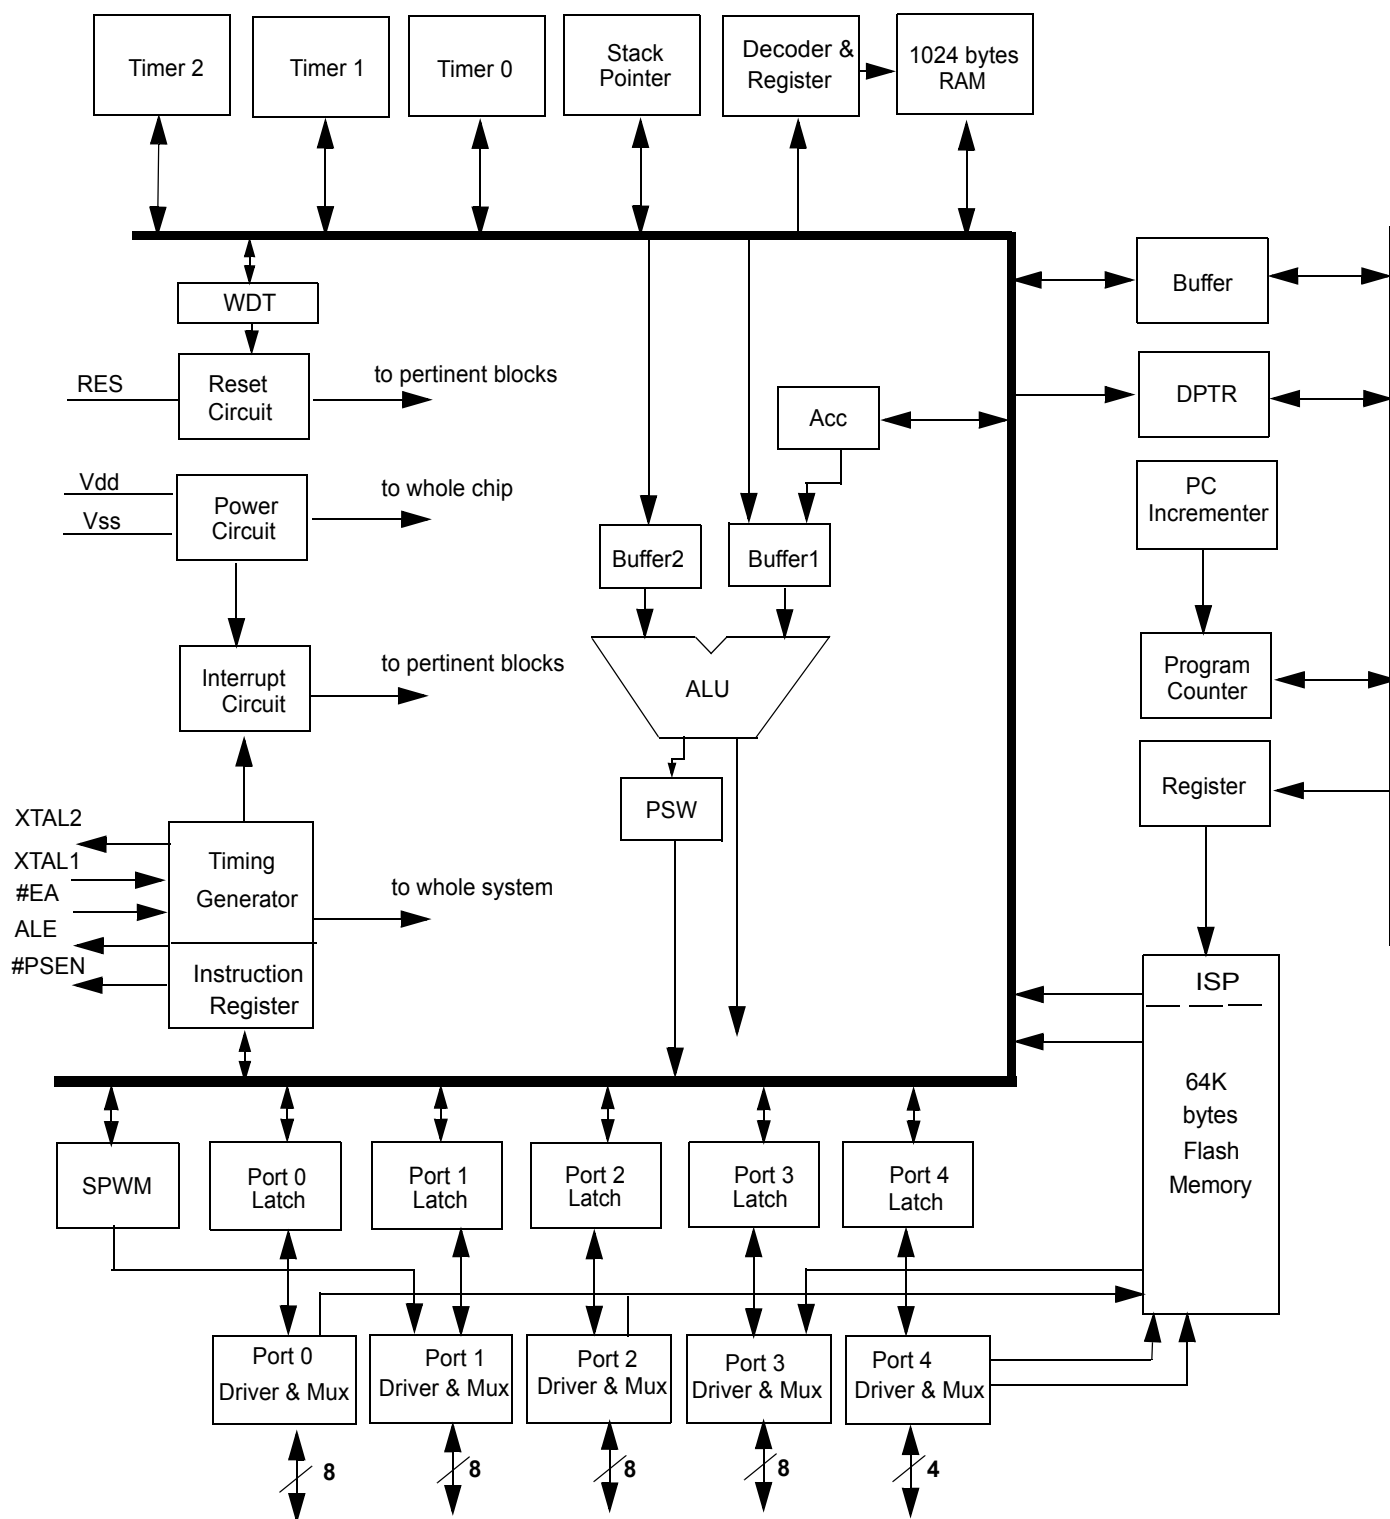 Timer 2
Timer 1
Timer 0
Stack
Pointer
Decoder &
Register
1024 bytes
RAM
WDT
Buffer
RES
Reset
Circuit
to pertinent blocks
Acc
DPTR
Vdd
Vss
Power
Circuit
to whole chip
PC
Incrementer
Buffer2
Buffer1
Interrupt
Circuit
to pertinent blocks
ALU
Program
Counter
PSW
Register
XTAL2
XTAL1
#EA
ALE
#PSEN
Timing
Generator
to whole system
Instruction
Register
ISP
64K
bytes
Flash
Memory
SPWM
Port 0
Latch
Port 1
Latch
Port 2
Latch
Port 3
Latch
Port 4
Latch
Port 0
Driver & Mux
Port 1
Driver & Mux
Port 2
Driver & Mux
Port 3
Driver & Mux
Port 4
Driver & Mux
8
8
8
8
4